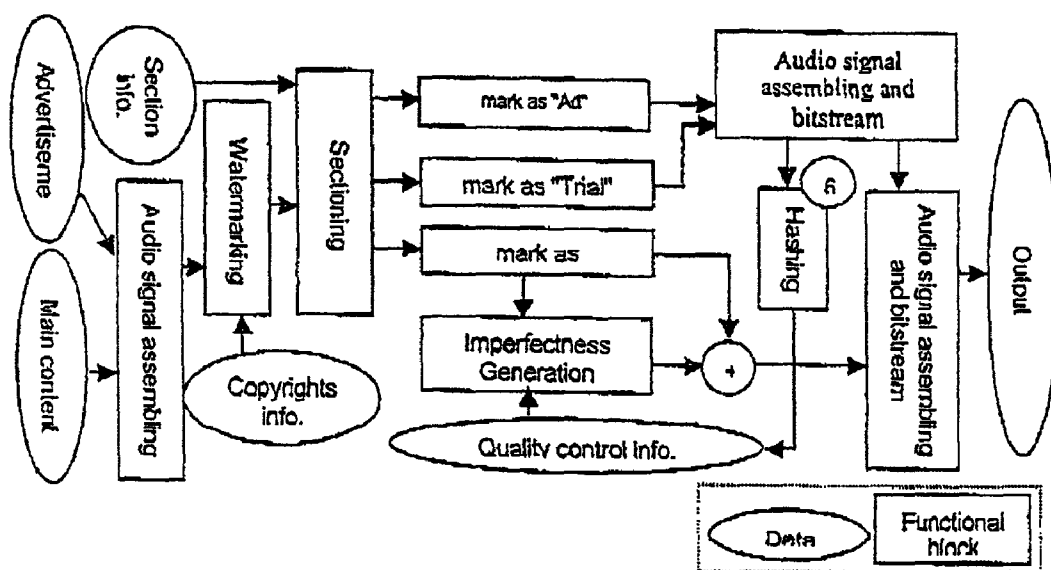 Advertiseme
Section
info.
Watermarking
Sectioning
mark as "Ad"
mark as "Trial"
mark as
Audio signal
assembling and
bitstream
6
Hashing
Audio signal assembling
and bitstream
Output
Main content
Audio signal assembling
Copyrights
info.
Imperfectness
Generation
+
Quality control info.
Data
Functional
block